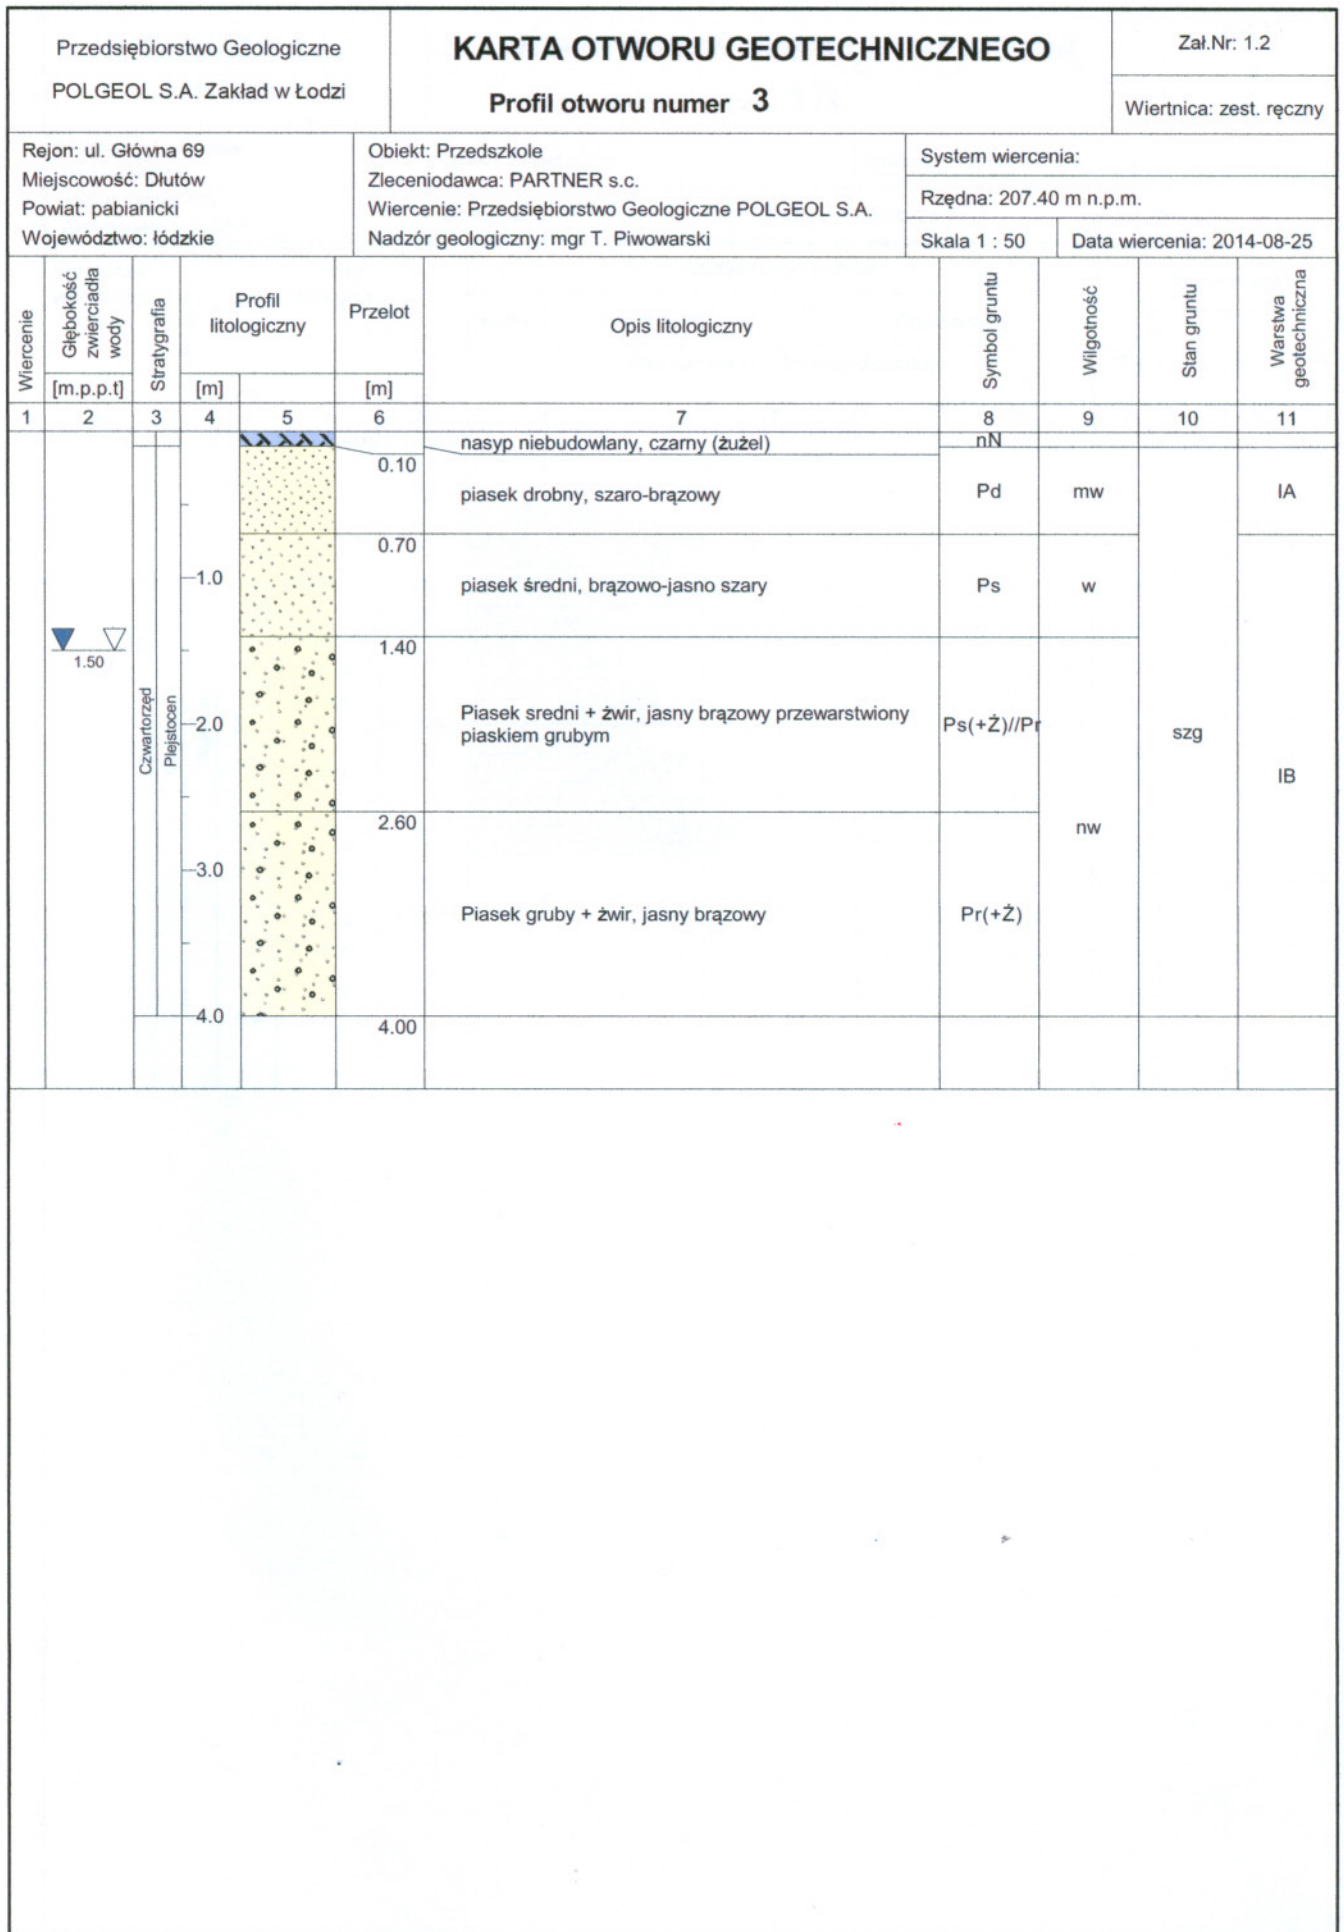 Przedsiębiorstwo Geologiczne
POLGEOL S.A. Zakład w Łodzi
KARTA OTWORU GEOTECHNICZNEGO
Profil otworu numer 3
Zał.Nr: 1.2
Wiertnica: zest. ręczny
Rejon: ul. Główna 69
Miejscowość: Dłutów
Powiat: pabianicki
Województwo: łódzkie
Obiekt: Przedszkole
Zleceniodawca: PARTNER s.c.
Wiercenie: Przedsiębiorstwo Geologiczne POLGEOL S.A.
Nadzór geologiczny: mgr T. Piwowarski
System wiercenia:
Rzędna: 207.40 m n.p.m.
Skala 1 : 50
Data wiercenia: 2014-08-25
Wiercenie
Głębokość
zwierciadła
wody
[m.p.p.t]
Stratygrafia
Profil
litologiczny
[m]
Przelot
[m]
Opis litologiczny
Symbol gruntu
Wilgotność
Stan gruntu
Warstwa
geotechniczna
1 2 3 4 5 6 7 8 9 10 11
nasyp niebudowlany, czarny (żużel) nN
0.10
piasek drobny, szaro-brązowy Pd mw IA
0.70
1.0
piasek średni, brązowo-jasno szary Ps w
1.40
1.50
Czwartorzęd
Plejstocen
2.0
Piasek sredni + żwir, jasny brązowy przewarstwiony
piaskiem grubym
Ps(+Ż)//Pr
szg
IB
2.60
nw
3.0
Piasek gruby + żwir, jasny brązowy Pr(+Ż)
4.0
4.00